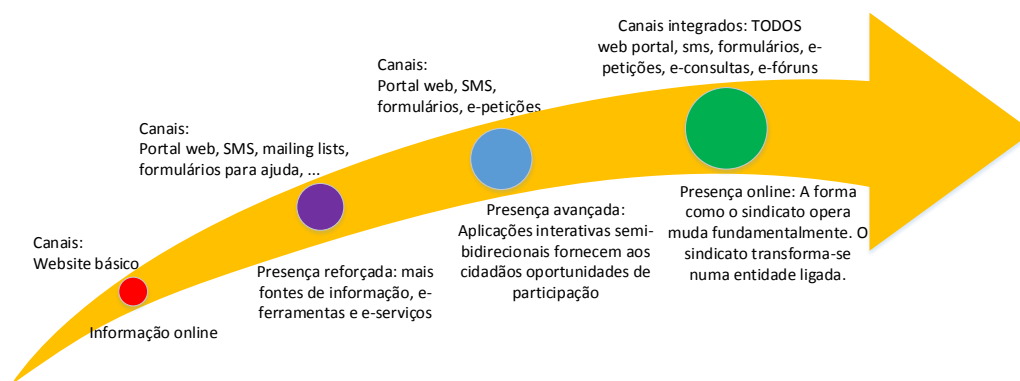 Canais:
Website básico
Informação online
Canais:
Portal web, SMS, mailing lists,
formulários para ajuda, ...
Presença reforçada: mais
fontes de informação, e-
ferramentas e e-serviços
Canais:
Portal web, SMS,
formulários, e-petições
Presença avançada:
Aplicações interativas semi-
bidirecionais fornecem aos
cidadãos oportunidades de
participação
Canais integrados: TODOS
web portal, sms, formulários, e-
petições, e-consultas, e-fóruns
Presença online: A forma
como o sindicato opera
muda fundamentalmente. O
sindicato transforma-se
numa entidade ligada.